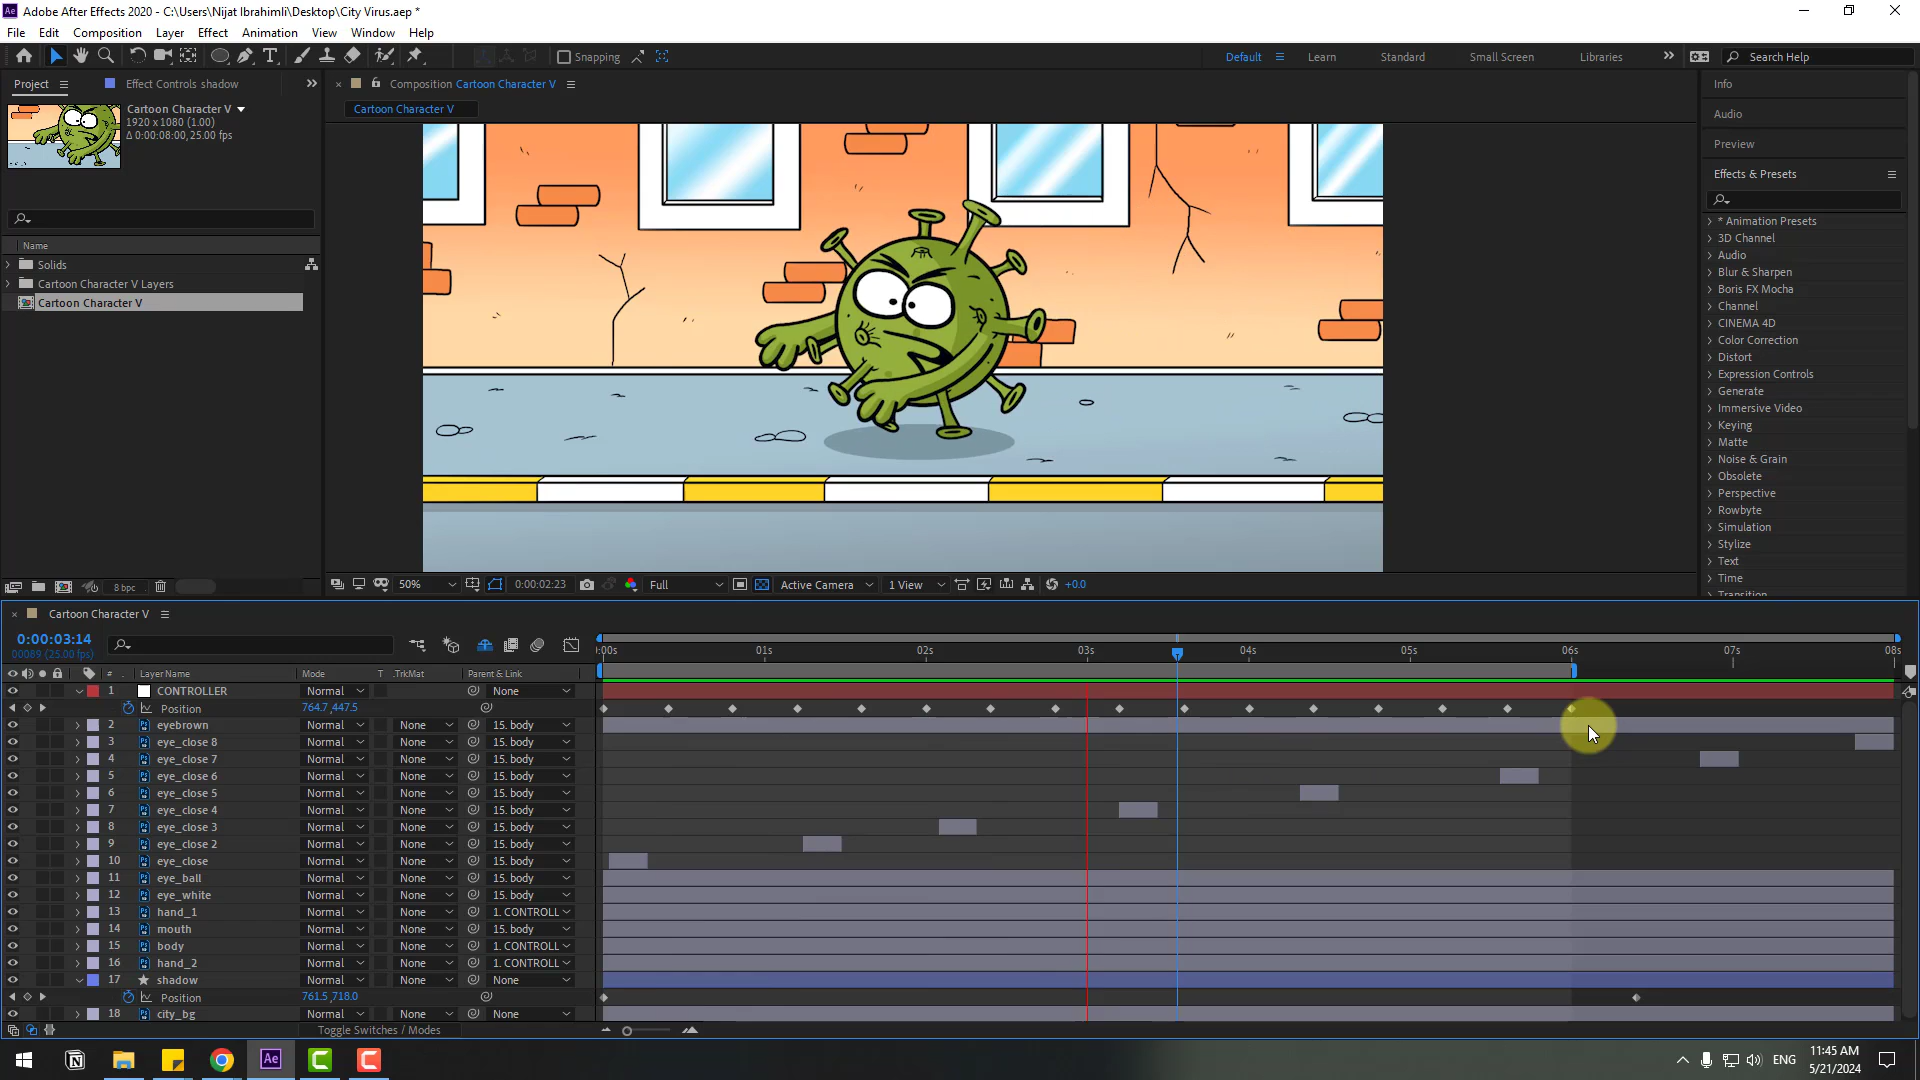 Adobe After Effects 2020 - C:\Users\Nijat Ibrahimli\Desktop\City Virus.aep *
File Edit Composition Layer Effect Animation View Window Help
Snapping Default Learn Standard Small Screen Libraries Search Help
Project Effect Controls shadow Composition Cartoon Character V Info
Cartoon Character V
1920 x 1080 (1.00)
Δ 0:00:08:00, 25.00 fps
Cartoon Character V
Audio
Preview
Effects & Presets
* Animation Presets
3D Channel
Audio
Blur & Sharpen
Boris FX Mocha
Channel
CINEMA 4D
Color Correction
Distort
Expression Controls
Generate
Immersive Video
Keying
Matte
Noise & Grain
Obsolete
Perspective
Rowbyte
Simulation
Stylize
Text
Time
Transition
Name
Solids
Cartoon Character V Layers
Cartoon Character V
8 bpc 50% 0:00:02:23 Full Active Camera 1 View +0.0
Cartoon Character V
0:00:03:14
00089 (25.00 fps)
:00s 01s 02s 03s 04s 05s 06s 07s 08s
# Layer Name Mode T .TrkMat Parent & Link
1 CONTROLLER Normal None
Position 764.7,447.5
2 eyebrown Normal None 15. body
3 eye_close 8 Normal None 15. body
4 eye_close 7 Normal None 15. body
5 eye_close 6 Normal None 15. body
6 eye_close 5 Normal None 15. body
7 eye_close 4 Normal None 15. body
8 eye_close 3 Normal None 15. body
9 eye_close 2 Normal None 15. body
10 eye_close Normal None 15. body
11 eye_ball Normal None 15. body
12 eye_white Normal None 15. body
13 hand_1 Normal None 1. CONTROLL
14 mouth Normal None 15. body
15 body Normal None 1. CONTROLL
16 hand_2 Normal None 1. CONTROLL
17 shadow Normal None None
Position 761.5,718.0
18 city_bg Normal None None
Toggle Switches / Modes
ENG 11:45 AM
5/21/2024